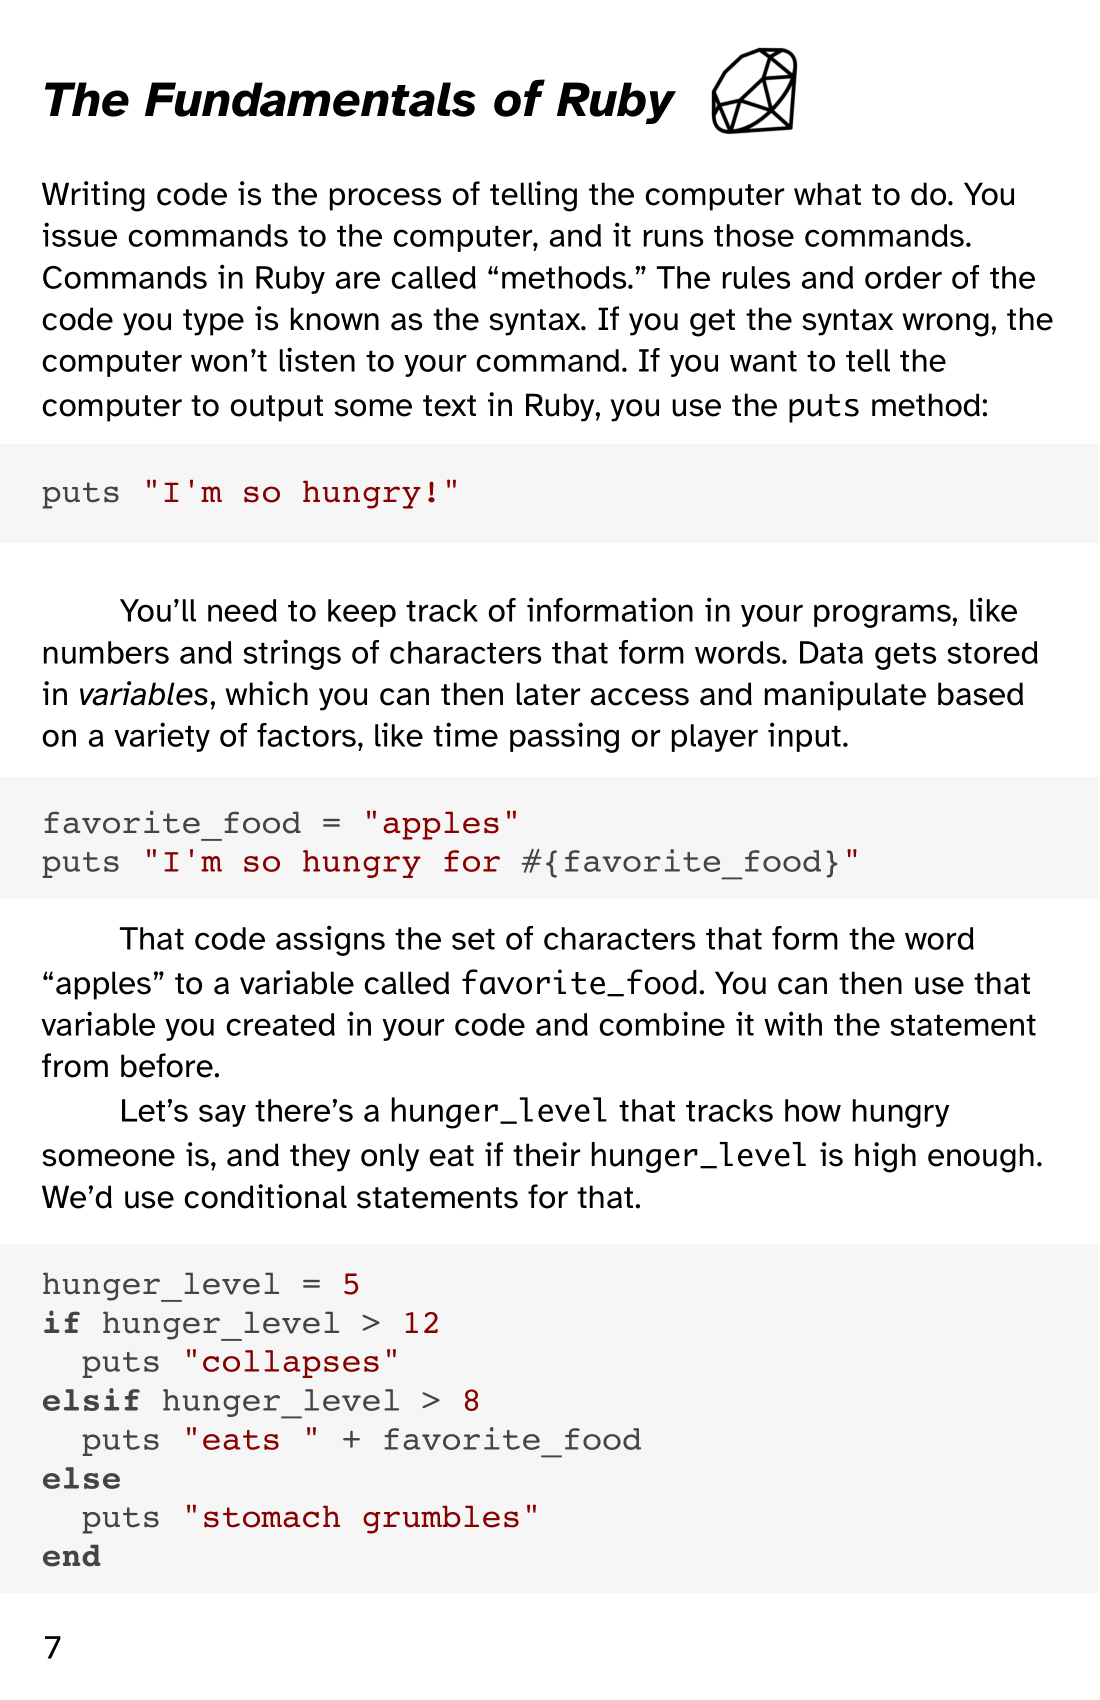 The Fundamentals of Ruby
Writing code is the process of telling the computer what to do. You
issue commands to the computer, and it runs those commands.
Commands in Ruby are called “methods.” The rules and order of the
code you type is known as the syntax. If you get the syntax wrong, the
computer won’t listen to your command. If you want to tell the
computer to output some text in Ruby, you use the puts method:
puts "I'm so hungry!"
You’ll need to keep track of information in your programs, like
numbers and strings of characters that form words. Data gets stored
in variables, which you can then later access and manipulate based
on a variety of factors, like time passing or player input.
favorite_food = "apples"
puts "I'm so hungry for #{favorite_food}"
That code assigns the set of characters that form the word
“apples” to a variable called favorite_food. You can then use that
variable you created in your code and combine it with the statement
from before.
Let’s say there’s a hunger_level that tracks how hungry
someone is, and they only eat if their hunger_level is high enough.
We’d use conditional statements for that.
hunger_level = 5
if hunger_level > 12
  puts "collapses"
elsif hunger_level > 8
  puts "eats " + favorite_food
else
  puts "stomach grumbles"
end
7